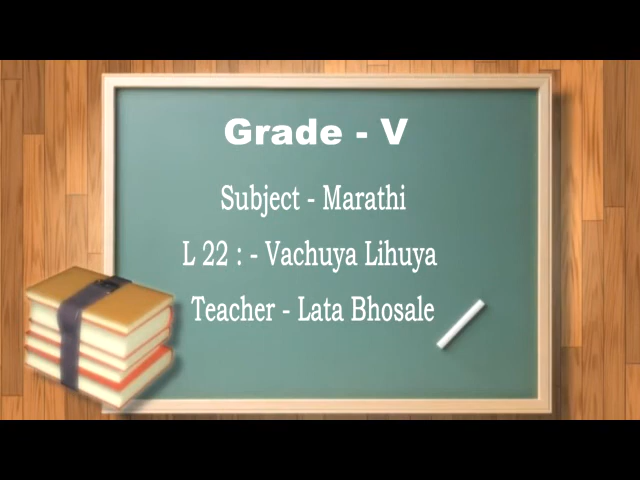 Grade - V
Subject - Marathi
L 22 : - Vachuya Lihuya
Teacher - Lata Bhosale